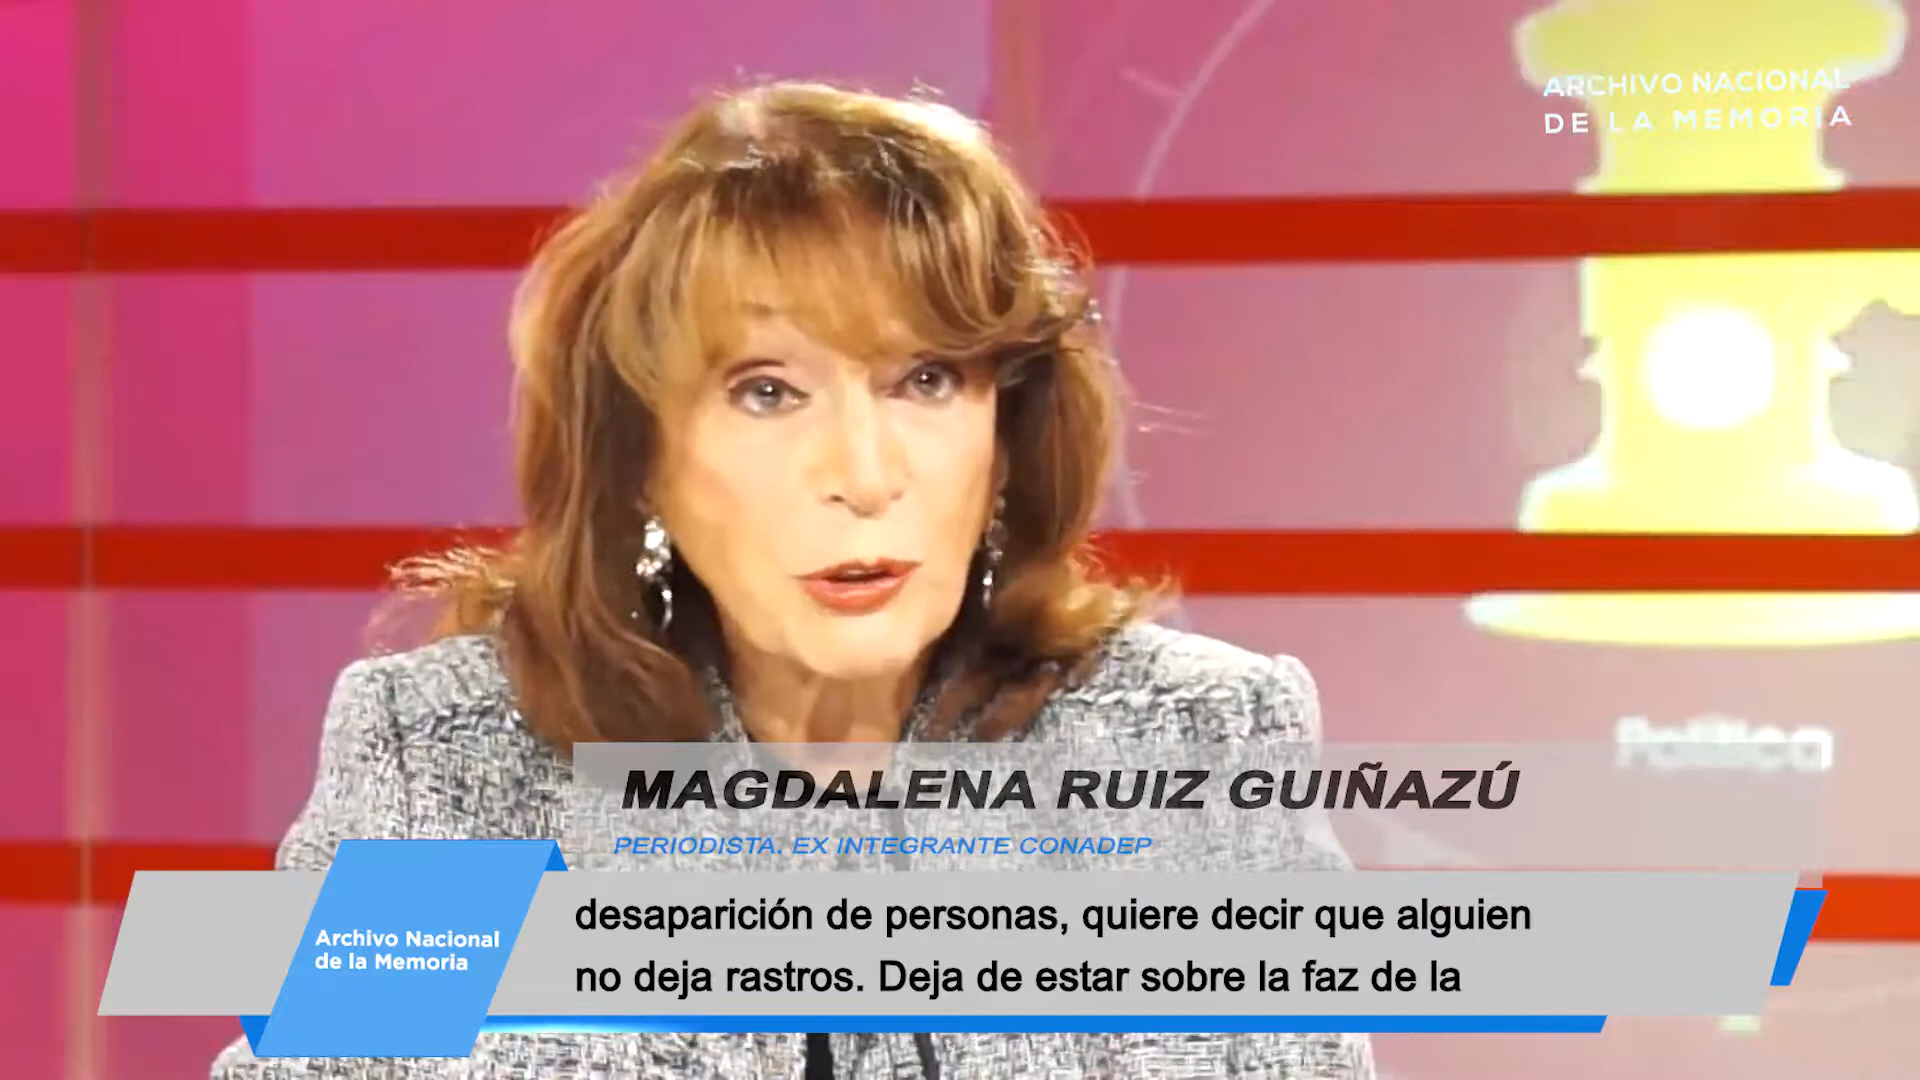 ARCHIVO NACIONAL
DE LA MEMORIA
Política
MAGDALENA RUIZ GUIÑAZÚ
PERIODISTA. EX INTEGRANTE CONADEP
Archivo Nacional
de la Memoria
desaparición de personas, quiere decir que alguien
no deja rastros. Deja de estar sobre la faz de la